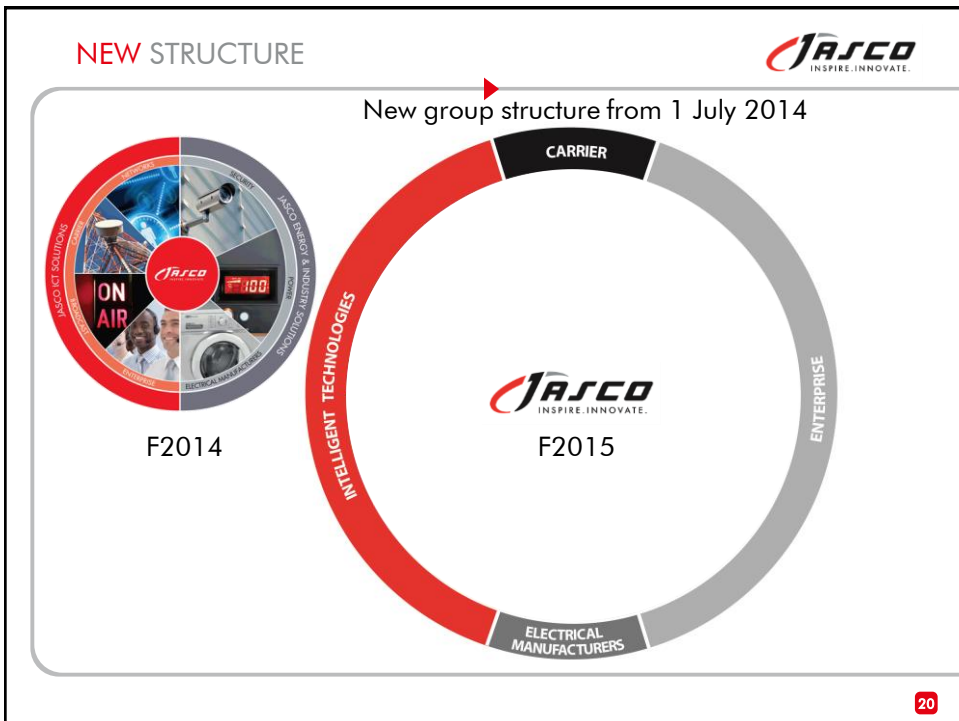 NEW STRUCTURE
JASCO
INSPIRE.INNOVATE.
New group structure from 1 July 2014
JASCO ICT SOLUTIONS
JASCO ENERGY & INDUSTRY SOLUTIONS
NETWORKS
SECURITY
CARRIER
POWER
BROADCAST
ENTERPRISE
ELECTRICAL MANUFACTURERS
ON
AIR
100
JASCO
F2014
CARRIER
INTELLIGENT TECHNOLOGIES
ENTERPRISE
ELECTRICAL
MANUFACTURERS
JASCO
INSPIRE.INNOVATE.
F2015
20